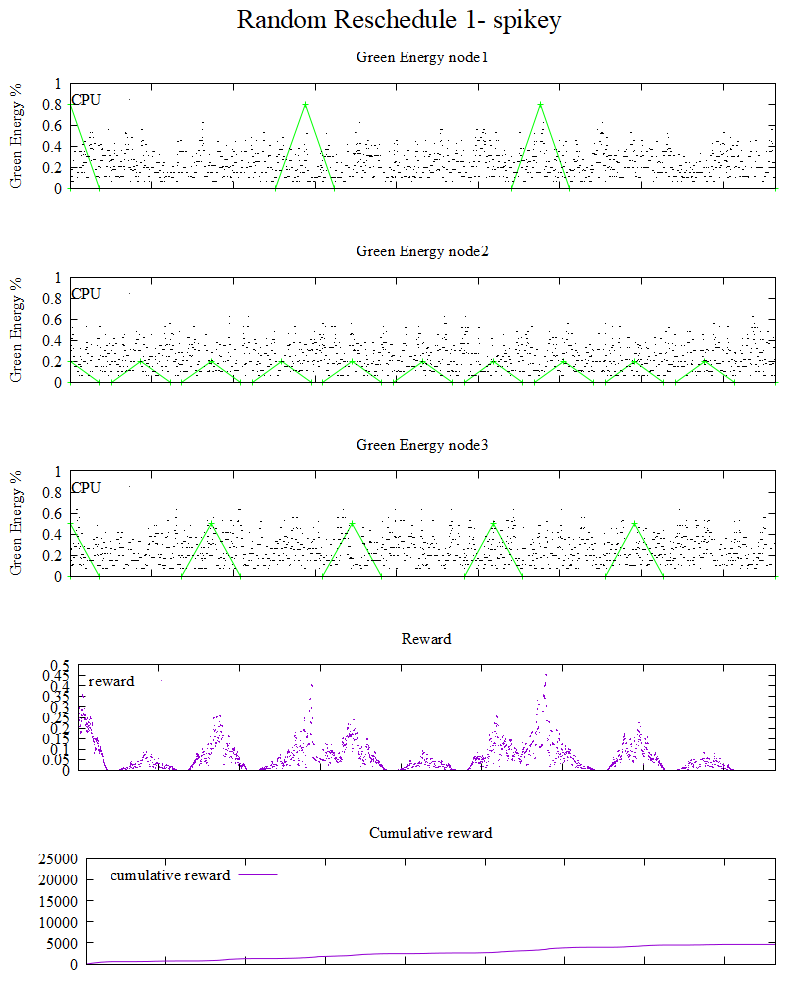 Random Reschedule 1- spikey
Green Energy node1
Green Energy %
1
0.8
0.6
0.4
0.2
0
CPU
Green Energy node2
Green Energy %
1
0.8
0.6
0.4
0.2
0
CPU
Green Energy node3
Green Energy %
1
0.8
0.6
0.4
0.2
0
CPU
Reward
0.5
0.45
0.4
0.35
0.3
0.25
0.2
0.15
0.1
0.05
0
reward
Cumulative reward
25000
20000
15000
10000
5000
0
cumulative reward